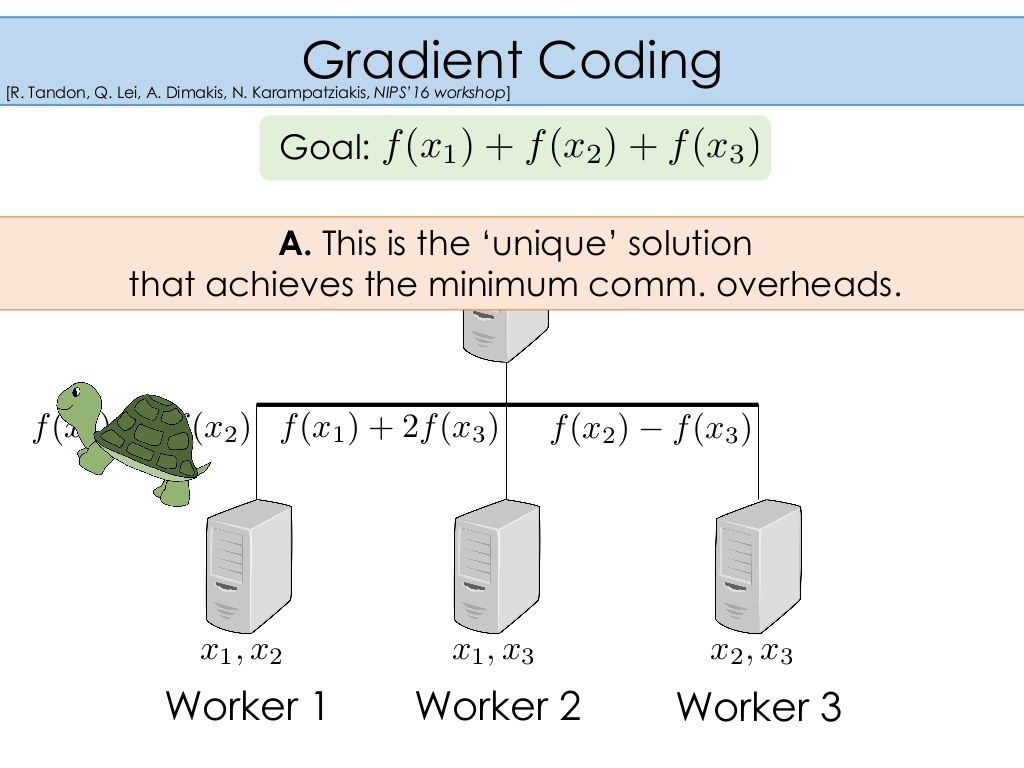 Gradient Coding
[R. Tandon, Q. Lei, A. Dimakis, N. Karampatziakis, NIPS'16 workshop]
Goal: f(x₁) + f(x₂) + f(x₃)
A. This is the ‘unique’ solution
that achieves the minimum comm. overheads.
f(x₂) f(x₁) + 2f(x₃) f(x₂) − f(x₃)
x₁, x₂ x₁, x₃ x₂, x₃
Worker 1 Worker 2 Worker 3